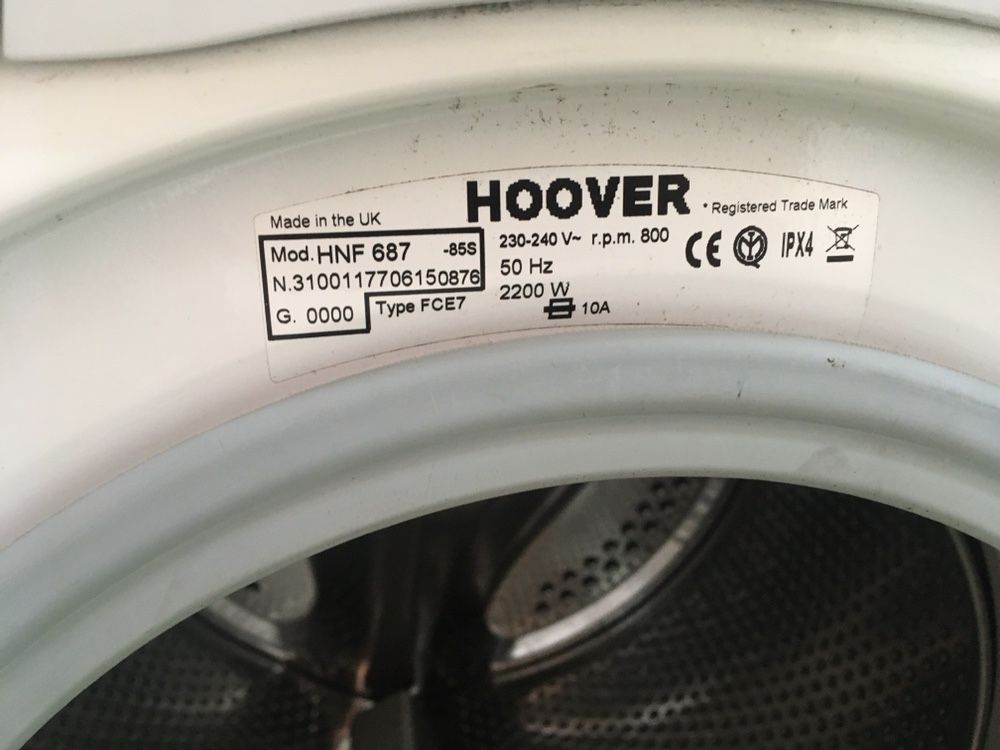 Made in the UK
HOOVER
* Registered Trade Mark
Mod. HNF 687 -85S
N.3100117706150876
G. 0000
Type FCE7
230-240 V~ r.p.m. 800
50 Hz
2200 W
10A
CE
IPX4